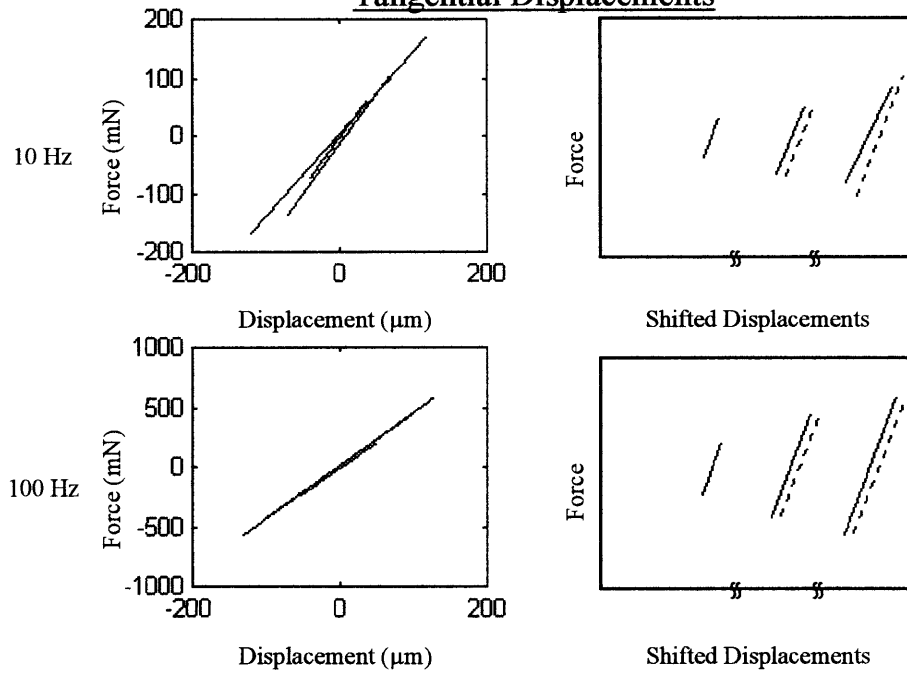 Tangential Displacements
10 Hz
Force (mN)
200
100
0
-100
-200
-200
0
200
Displacement (µm)
Force
Shifted Displacements
100 Hz
Force (mN)
1000
500
0
-500
-1000
-200
0
200
Displacement (µm)
Force
Shifted Displacements